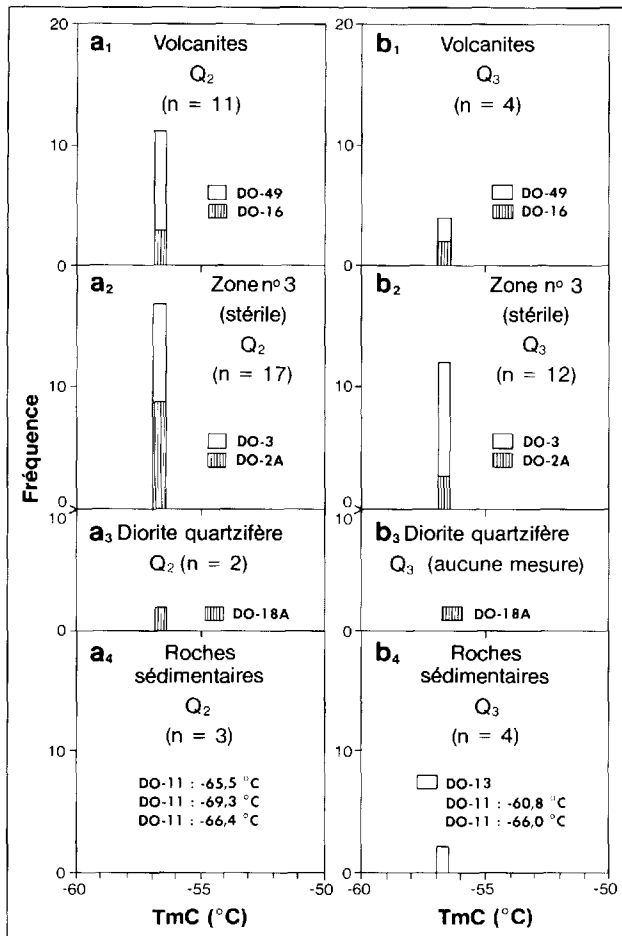 a₁ Volcanites
Q₂
(n = 11)
DO-49
DO-16
b₁ Volcanites
Q₃
(n = 4)
DO-49
DO-16
a₂ Zone nº 3
(stérile)
Q₂
(n = 17)
DO-3
DO-2A
b₂ Zone nº 3
(stérile)
Q₃
(n = 12)
DO-3
DO-2A
a₃ Diorite quartzifère
Q₂ (n = 2)
DO-18A
b₃ Diorite quartzifère
Q₃ (aucune mesure)
DO-18A
a₄ Roches
sédimentaires
Q₂
(n = 3)
DO-11 : -65,5 °C
DO-11 : -69,3 °C
DO-11 : -66,4 °C
b₄ Roches
sédimentaires
Q₃
(n = 4)
DO-13
DO-11 : -60,8 °C
DO-11 : -66,0 °C
Fréquence
20
10
0
10
0
10
0
10
0
20
10
0
10
0
10
0
10
0
-60 -55 -50
-60 -55 -50
TmC (°C) TmC (°C)